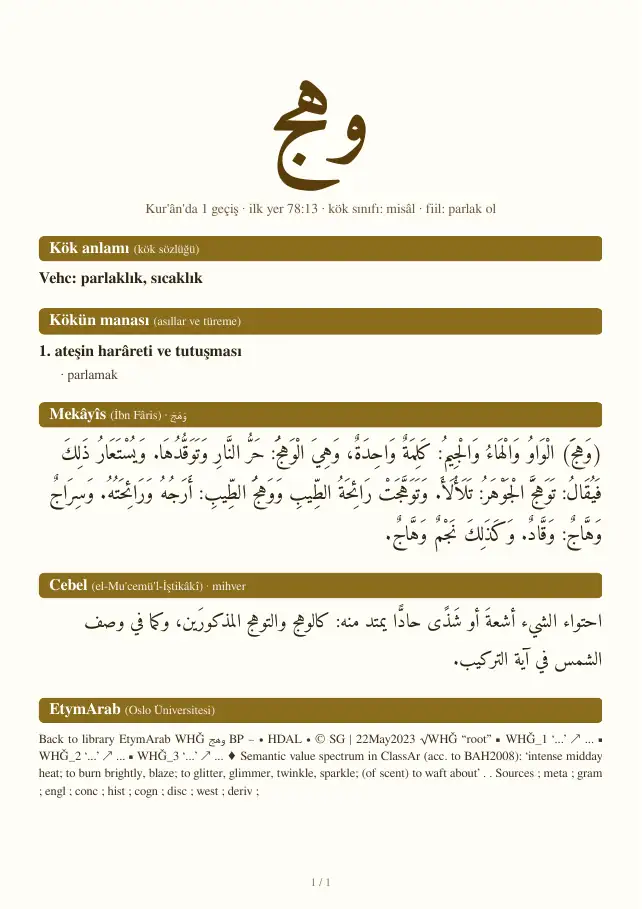 وهج
Kur'ân'da 1 geçiş · ilk yer 78:13 · kök sınıfı: misâl · fiil: parlak ol
Kök anlamı (kök sözlüğü)
Vehc: parlaklık, sıcaklık
Kökün manası (asıllar ve türeme)
1. ateşin harâreti ve tutuşması
· parlamak
Mekâyîs (İbn Fâris) · وَهَجَ
(وَهَجَ) الْوَاوُ وَالْهَاءُ وَالْجِيمُ: كَلِمَةٌ وَاحِدَةٌ، وَهِيَ الْوَهَجُ: حَرُّ النَّارِ وَتَوَقُّدُهَا. وَيُسْتَعَارُ ذَلِكَ
فَيُقَالُ: تَوَهَّجَ الْجَوْهَرُ: تَلَأْلَأَ. وَتَوَهَّجَتْ رَائِحَةُ الطِّيبِ وَوَهَجُ الطِّيبِ: أَرَجُهُ وَرَائِحَتُهُ. وَسِرَاجٌ
وَهَّاجٌ: وَقَّادٌ. وَكَذَلِكَ نَجْمٌ وَهَّاجٌ.
Cebel (el-Mu'cemü'l-İştikâkî) · mihver
احتواء الشيء أشعةَ أو شَذًى حادًّا يمتد منه: كالوهج والتوهج المذكورَين، وكما في وصف
الشمس في آية التركيب.
EtymArab (Oslo Üniversitesi)
Back to library EtymArab WHǦ وهج BP – ▪ HDAL ▪ © SG | 22May2023 √WHǦ “root” ▪ WHǦ_1 ‘...’ ↗ ... ▪
WHǦ_2 ‘...’ ↗ ... ▪ WHǦ_3 ‘...’ ↗ ... ♦ Semantic value spectrum in ClassAr (acc. to BAH2008): ‘intense midday
heat; to burn brightly, blaze; to glitter, glimmer, twinkle, sparkle; (of scent) to waft about’ . . Sources ; meta ; gram
; engl ; conc ; hist ; cogn ; disc ; west ; deriv ;
1 / 1